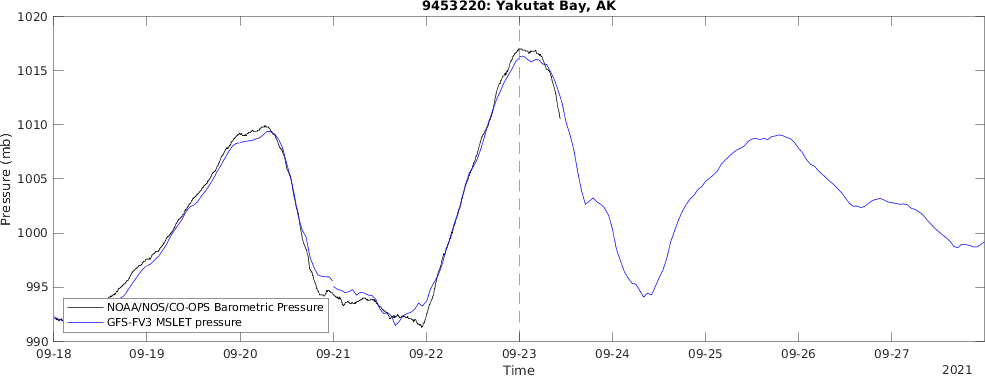 9453220: Yakutat Bay, AK
1020
1015
1010
1005
1000
995
990
Pressure (mb)
NOAA/NOS/CO-OPS Barometric Pressure
GFS-FV3 MSLET pressure
09-18 09-19 09-20 09-21 09-22 09-23 09-24 09-25 09-26 09-27
Time
2021